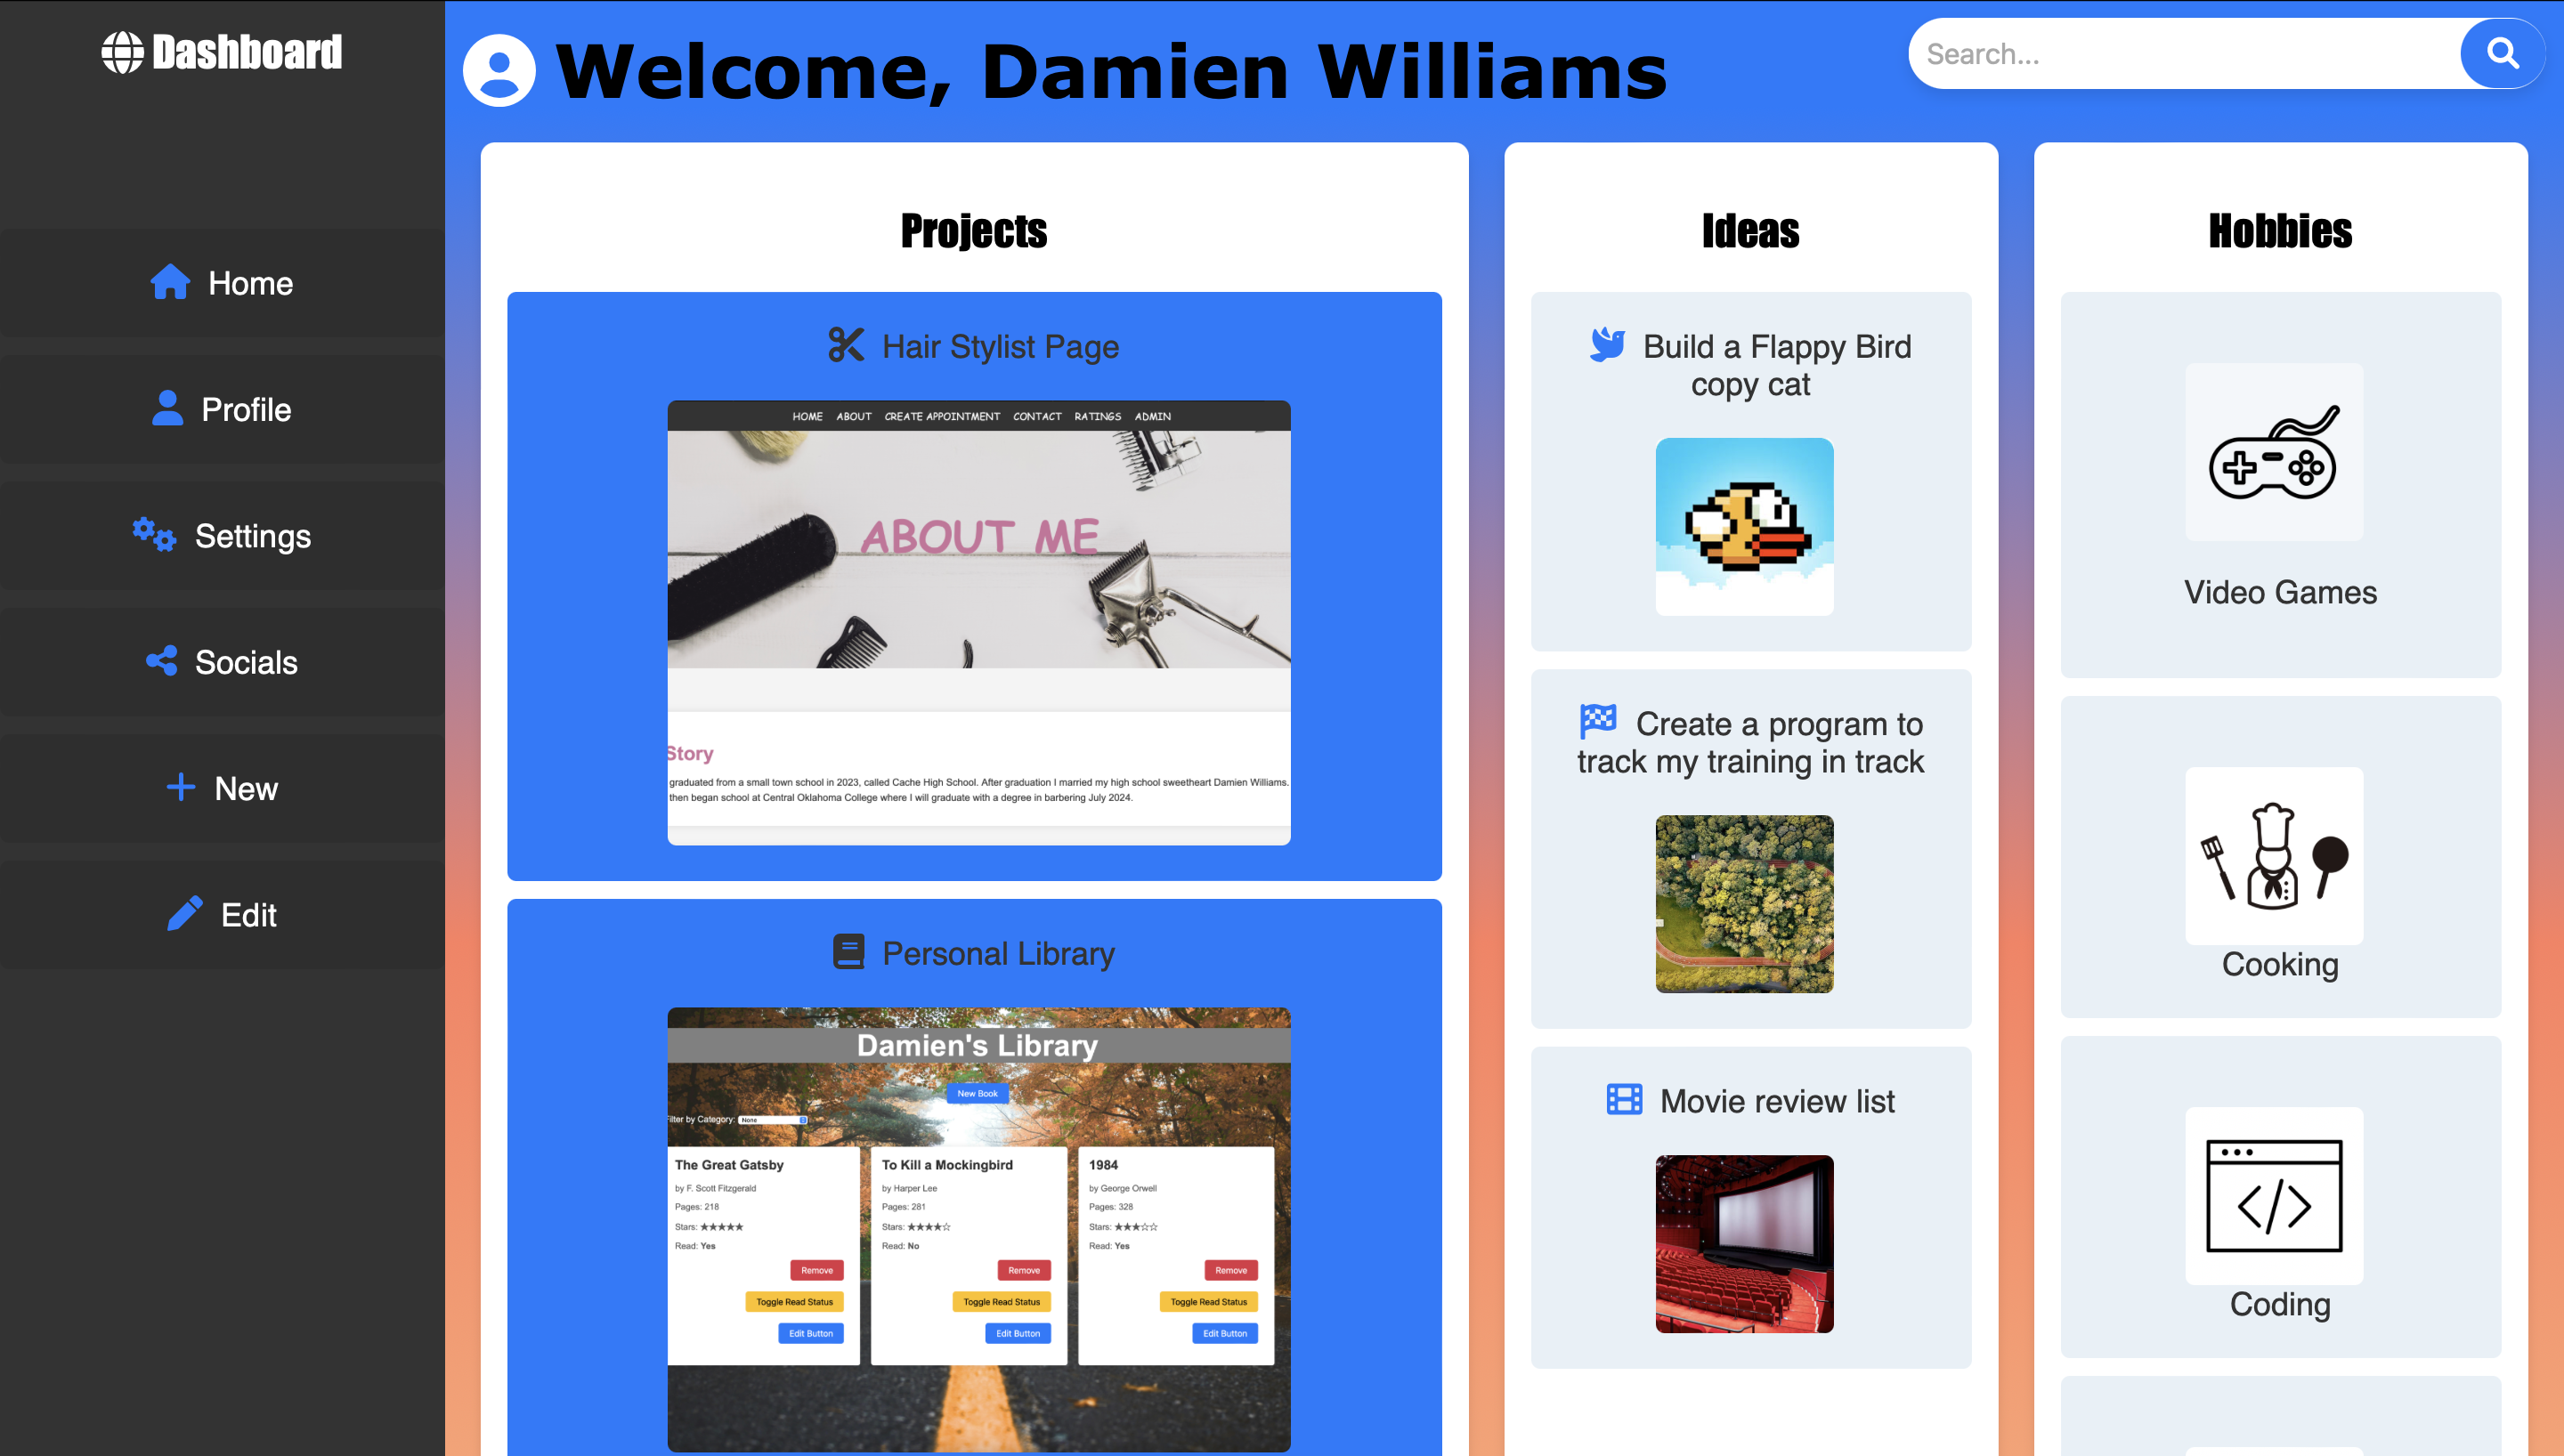 Dashboard
Home
Profile
Settings
Socials
New
Edit
Welcome, Damien Williams
Search...
Projects
Hair Stylist Page
HOME ABOUT CREATE APPOINTMENT CONTACT RATINGS ADMIN
ABOUT ME
Story
graduated from a small town school in 2023, called Cache High School. After graduation I married my high school sweetheart Damien Williams.
then began school at Central Oklahoma College where I will graduate with a degree in barbering July 2024.
Personal Library
Damien's Library
New Book
ilter by Category: None
The Great Gatsby
by F. Scott Fitzgerald
Pages: 218
Stars: ★★★★★
Read: Yes
Remove
Toggle Read Status
Edit Button
To Kill a Mockingbird
by Harper Lee
Pages: 281
Stars: ★★★★☆
Read: No
Remove
Toggle Read Status
Edit Button
1984
by George Orwell
Pages: 328
Stars: ★★★☆☆
Read: Yes
Remove
Toggle Read Status
Edit Button
Ideas
Build a Flappy Bird
copy cat
Create a program to
track my training in track
Movie review list
Hobbies
Video Games
Cooking
Coding